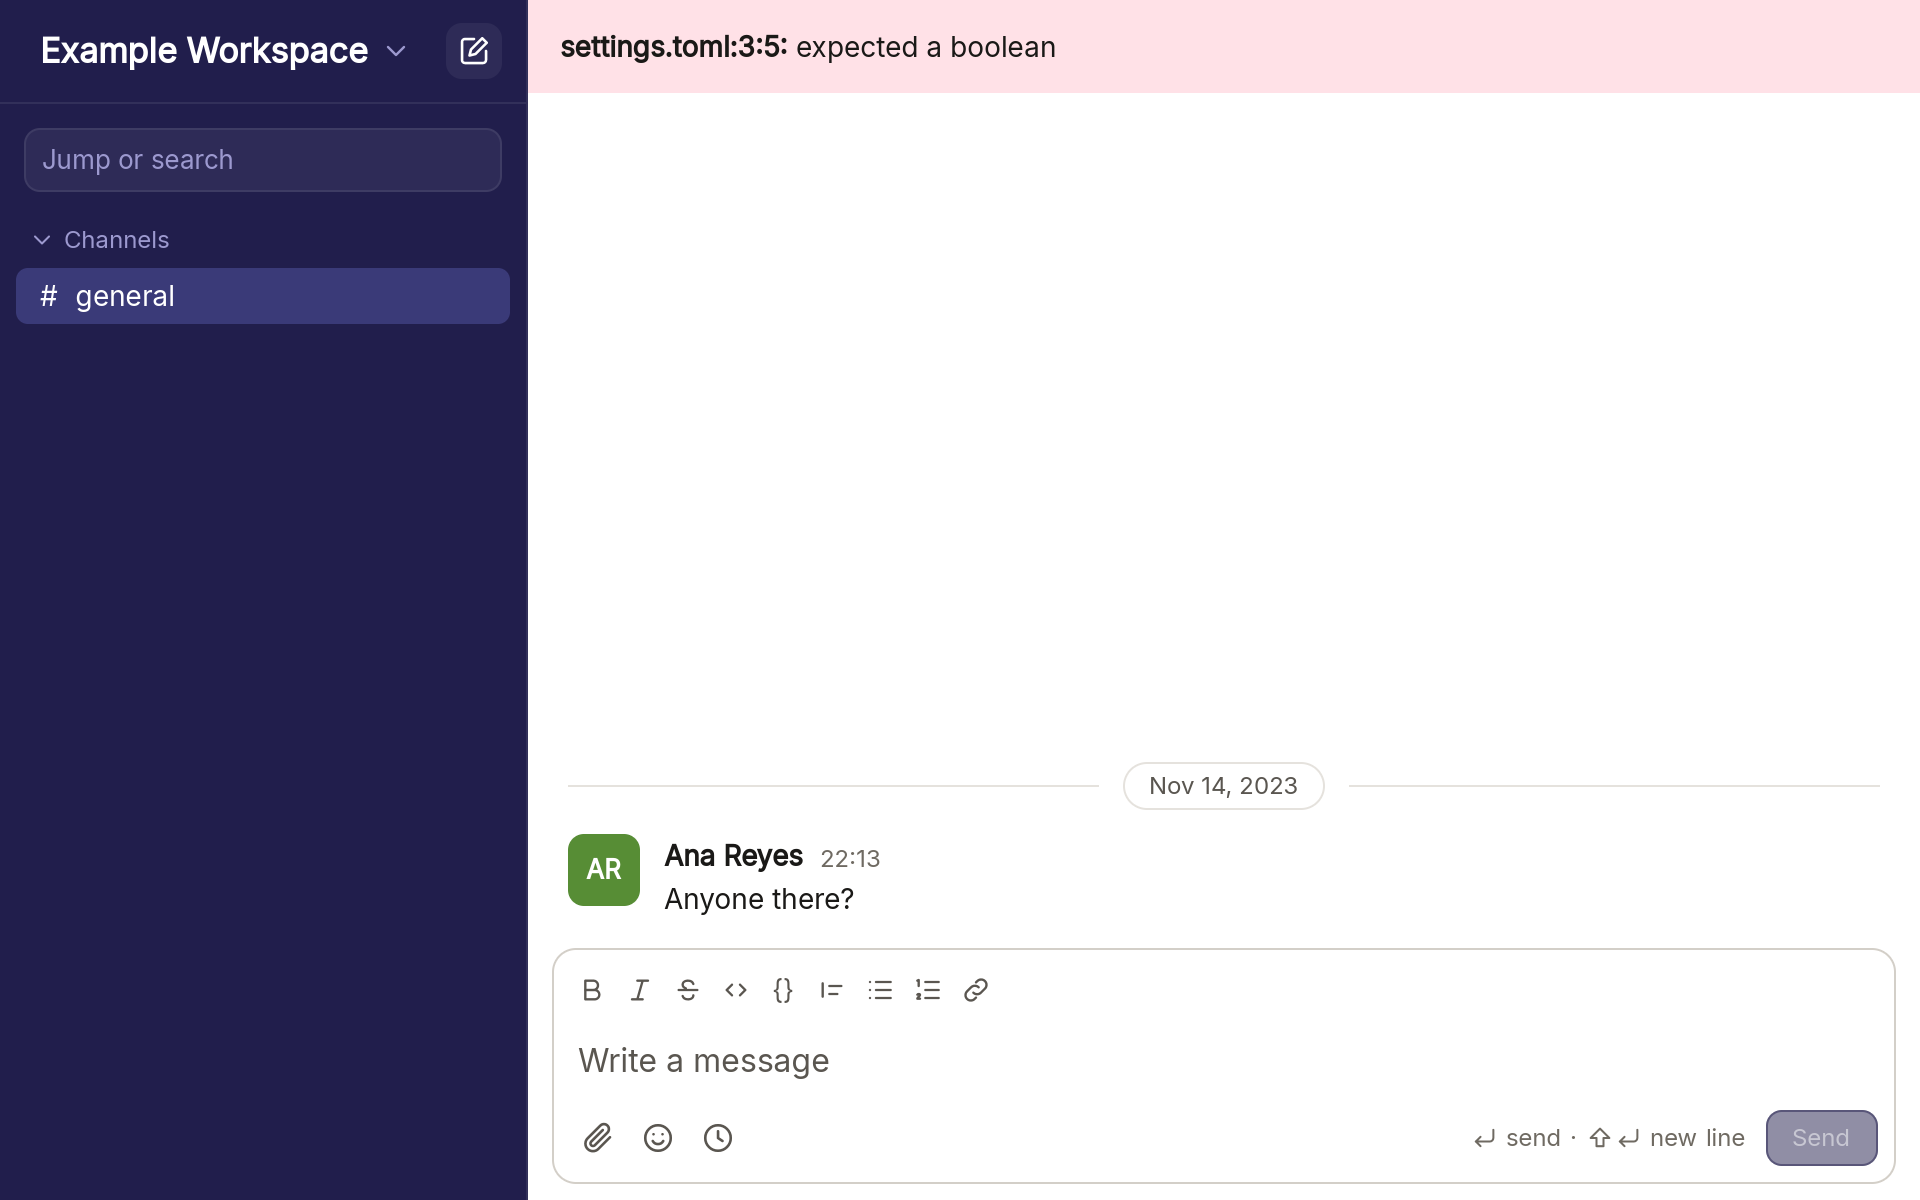 Example Workspace
Jump or search
Channels
# general
settings.toml:3:5: expected a boolean
Nov 14, 2023
AR
Ana Reyes 22:13
Anyone there?
Write a message
send · new line
Send